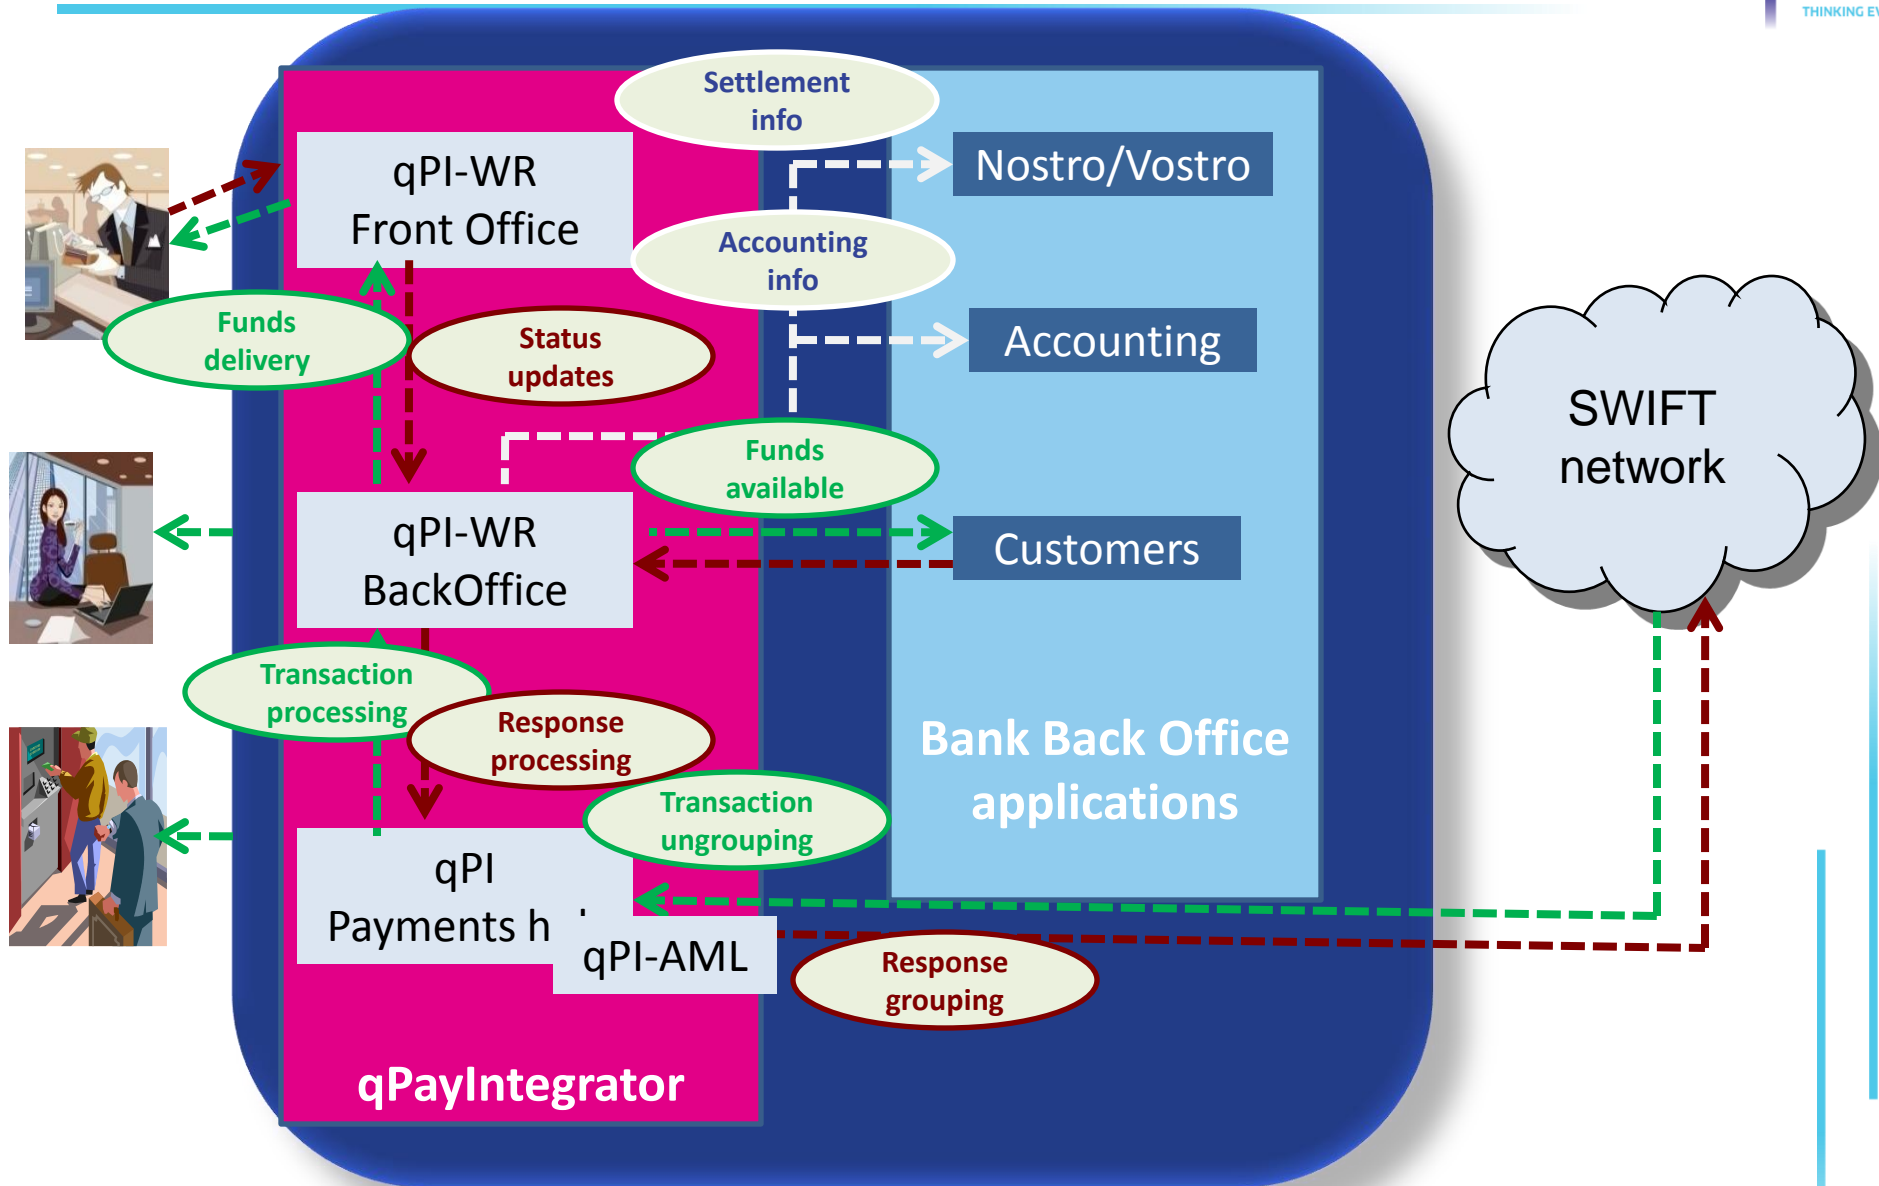 THINKING
Settlement
info
qPI-WR
Front Office
Nostro/Vostro
Accounting
info
Funds
delivery
Status
updates
Accounting
SWIFT
network
Funds
available
qPI-WR
BackOffice
Customers
Transaction
processing
Response
processing
Bank Back Office
applications
Transaction
ungrouping
qPI
Payments
qPI-AML
Response
grouping
qPayIntegrator